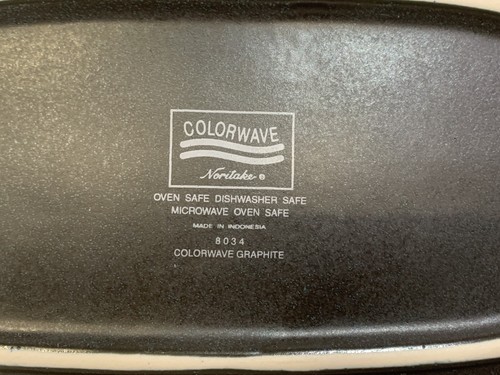 COLORWAVE
Noritake ®
OVEN SAFE DISHWASHER SAFE
MICROWAVE OVEN SAFE
MADE IN INDONESIA
8034
COLORWAVE GRAPHITE